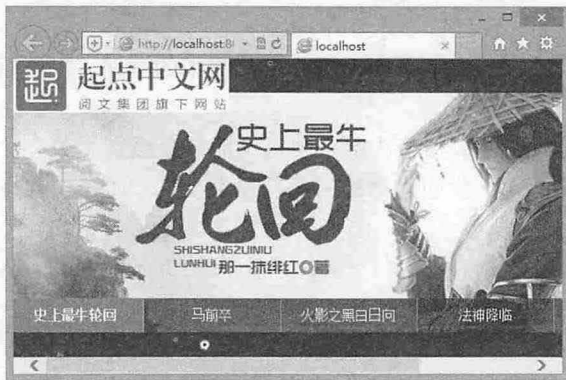 http://localhost:8
localhost
起点中文网
阅文集团旗下网站
史上最牛
轮回
SHISHANGZUINIU
LUNHUI 那一抹绯红 著
史上最牛轮回 马前卒 火影之黑白日向 法神降临